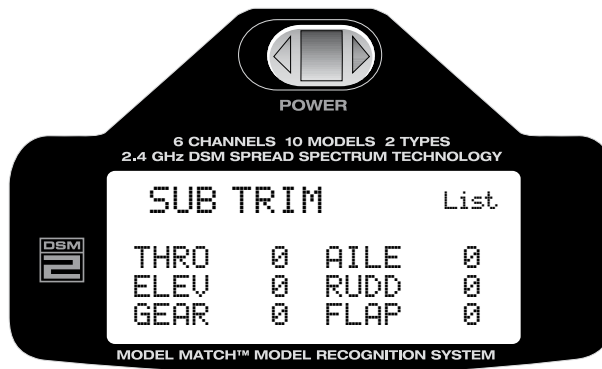 POWER
6 CHANNELS 10 MODELS 2 TYPES
2.4 GHz DSM SPREAD SPECTRUM TECHNOLOGY
SUB TRIM List
DSM
2
THRO 0 AILE 0
ELEV 0 RUDD 0
GEAR 0 FLAP 0
MODEL MATCH™ MODEL RECOGNITION SYSTEM